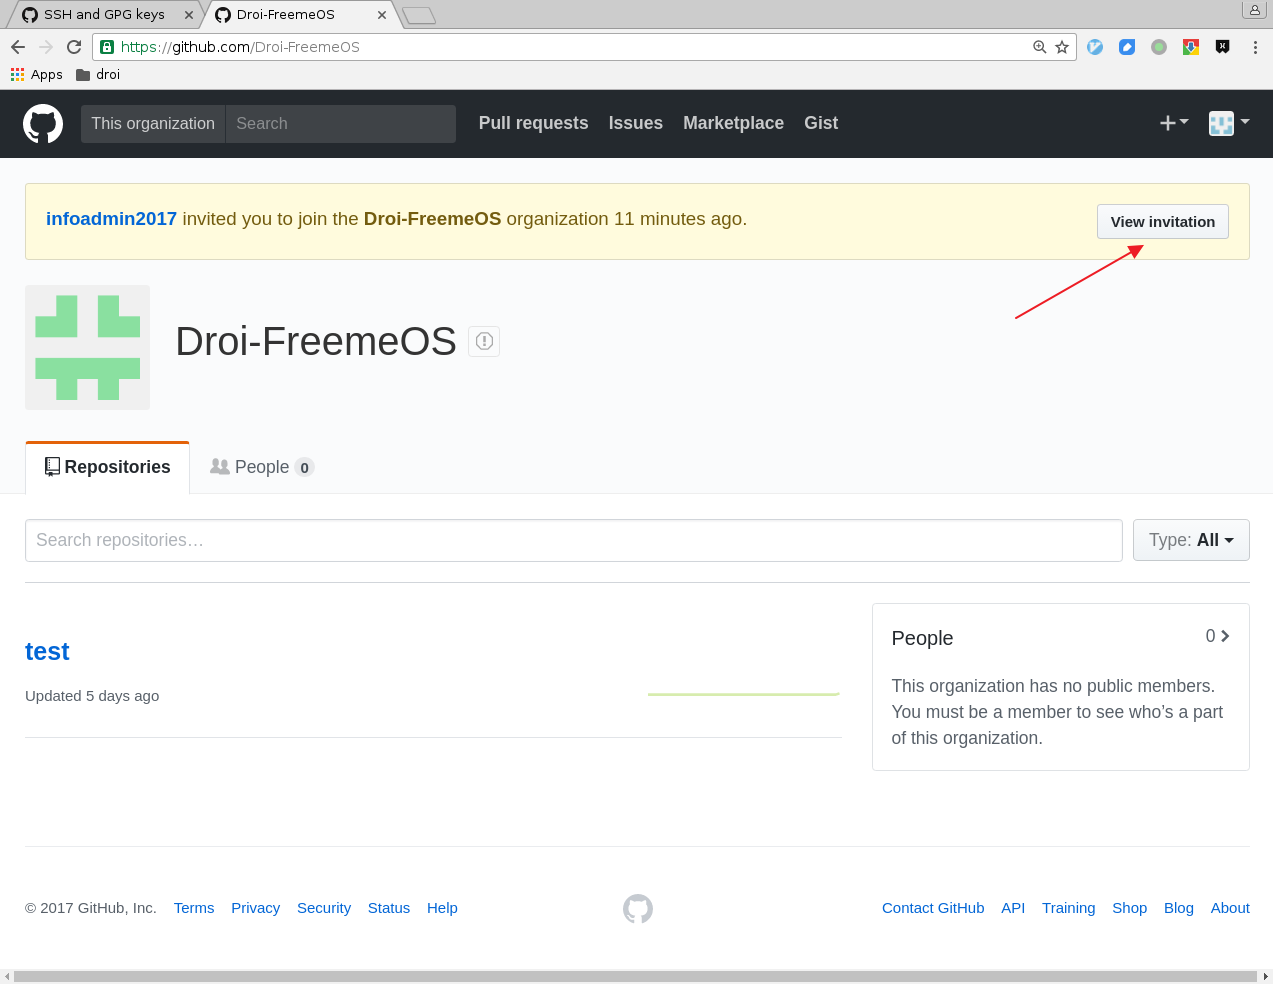 SSH and GPG keys
Droi-FreemeOS
https://github.com/Droi-FreemeOS
Apps droi
This organization Search Pull requests Issues Marketplace Gist
infoadmin2017 invited you to join the Droi-FreemeOS organization 11 minutes ago.
View invitation
Droi-FreemeOS
Repositories People 0
Search repositories…
Type: All
test
Updated 5 days ago
People 0
This organization has no public members.
You must be a member to see who’s a part
of this organization.
© 2017 GitHub, Inc. Terms Privacy Security Status Help
Contact GitHub API Training Shop Blog About